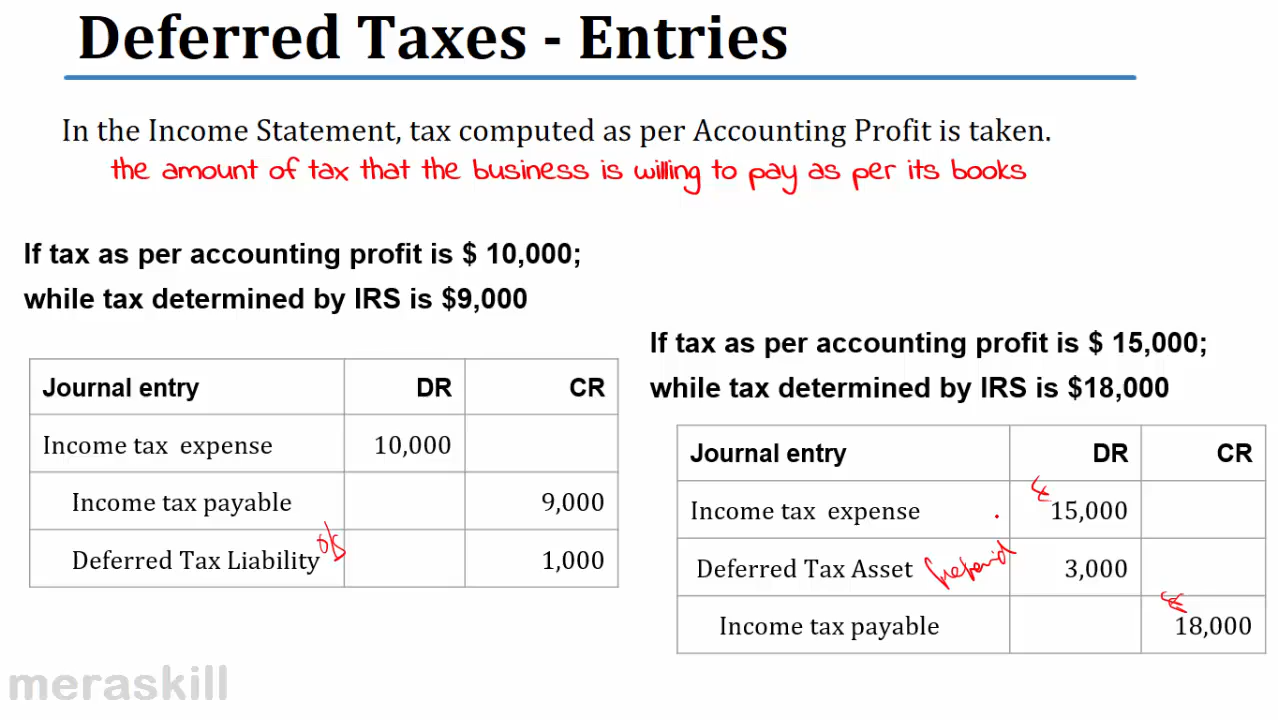 Deferred Taxes - Entries
In the Income Statement, tax computed as per Accounting Profit is taken.
the amount of tax that the business is willing to pay as per its books
If tax as per accounting profit is $ 10,000;
while tax determined by IRS is $9,000
Journal entry DR CR
Income tax expense 10,000
Income tax payable 9,000
Deferred Tax Liability o/s 1,000
If tax as per accounting profit is $ 15,000;
while tax determined by IRS is $18,000
Journal entry DR CR
Income tax expense 15,000
Deferred Tax Asset Prepaid 3,000
Income tax payable 18,000
meraskill